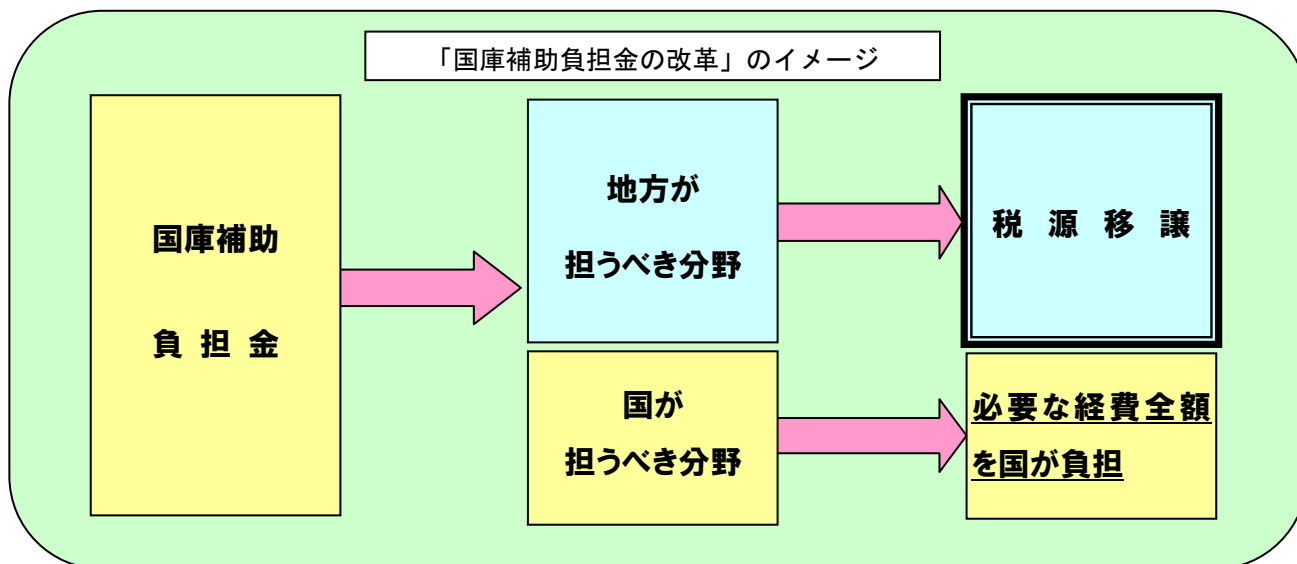 「国庫補助負担金の改革」のイメージ
国庫補助
負担金
地方が
担うべき分野
税源移譲
国が
担うべき分野
必要な経費全額
を国が負担